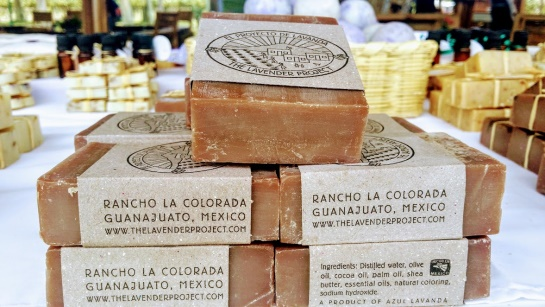 EL PROYECTO DE LAVANDA
THE LAVENDER PROJECT
RANCHO LA COLORADA
GUANAJUATO, MEXICO
WWW.THELAVENDERPROJECT.COM
RANCHO LA COLORADA
GUANAJUATO, MEXICO
WWW.THELAVENDERPROJECT.COM
RANCHO LA COLORADA
GUANAJUATO, MEXICO
WWW.THELAVENDERPROJECT.COM
Ingredients: Distilled water, olive
oil, cocoa oil, palm oil, shea
butter, essential oils, natural coloring,
sodium hydroxide.
MEXICO
A PRODUCT OF AZUL LAVANDA